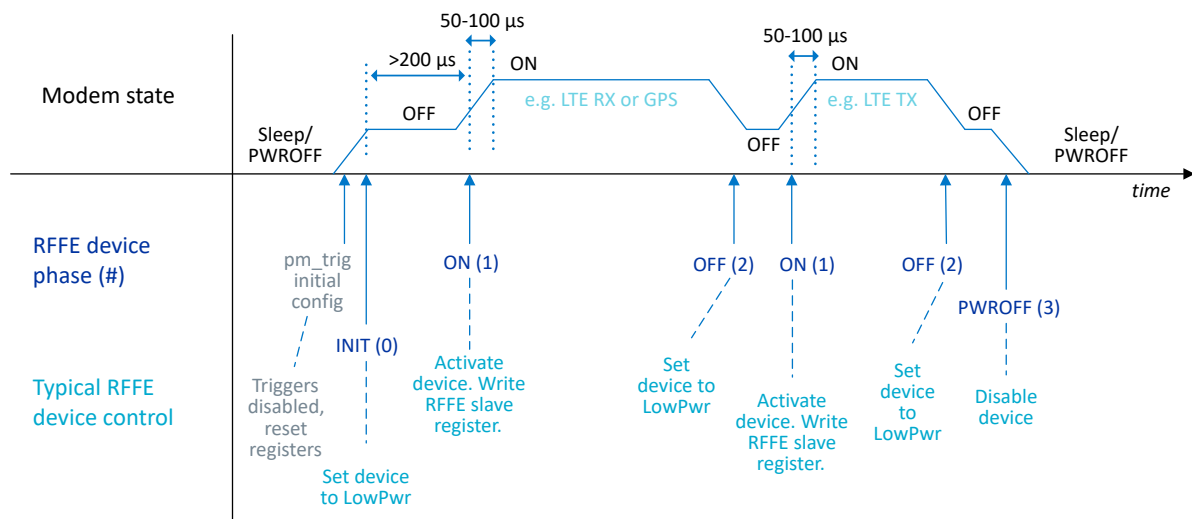 50-100 µs
50-100 µs
>200 µs
ON
ON
Modem state
e.g. LTE RX or GPS
e.g. LTE TX
OFF
OFF
OFF
Sleep/
PWROFF
Sleep/
PWROFF
time
RFFE device
phase (#)
pm_trig
initial
config
INIT (0)
ON (1)
OFF (2)
ON (1)
OFF (2)
PWROFF (3)
Typical RFFE
device control
Triggers
disabled,
reset
registers
Set device
to LowPwr
Activate
device. Write
RFFE slave
register.
Set
device to
LowPwr
Activate
device. Write
RFFE slave
register.
Set
device
to
LowPwr
Disable
device